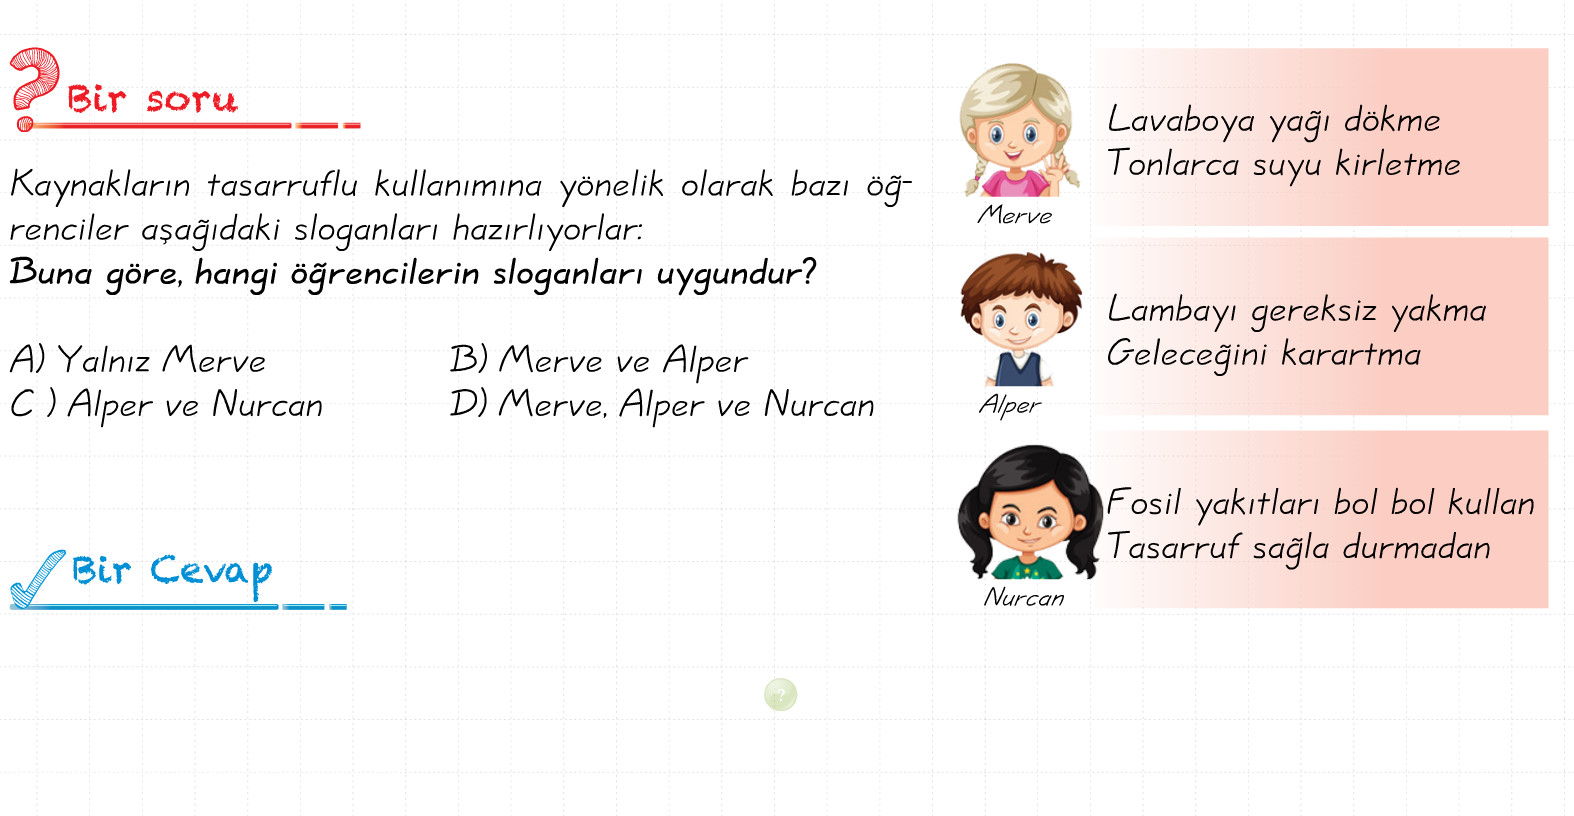 Bir soru
Kaynakların tasarruflu kullanımına yönelik olarak bazı öğ-
renciler aşağıdaki sloganları hazırlıyorlar:
Buna göre, hangi öğrencilerin sloganları uygundur?
A) Yalnız Merve
B) Merve ve Alper
C ) Alper ve Nurcan
D) Merve, Alper ve Nurcan
Lavaboya yağı dökme
Tonlarca suyu kirletme
Merve
Lambayı gereksiz yakma
Geleceğini karartma
Alper
Fosil yakıtları bol bol kullan
Tasarruf sağla durmadan
Nurcan
Bir Cevap
?